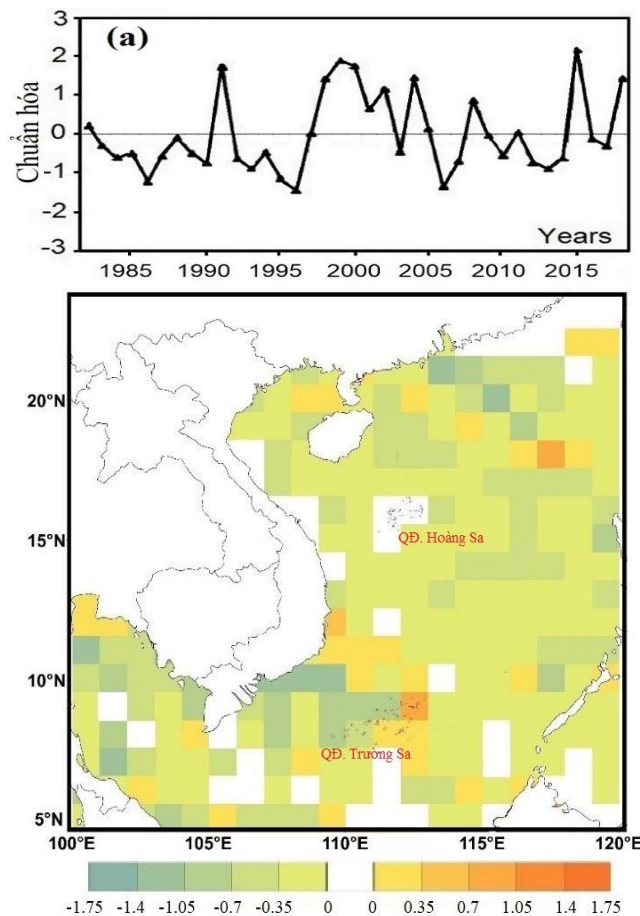 3
(a)
2
1
0
-1
-2
-3
Chuẩn hóa
Years
1985 1990 1995 2000 2005 2010 2015
20°N
15°N
10°N
5°N
QĐ. Hoàng Sa
QĐ. Trường Sa
100°E 105°E 110°E 115°E 120°E
-1.75 -1.4 -1.05 -0.7 -0.35 0 0 0.35 0.7 1.05 1.4 1.75